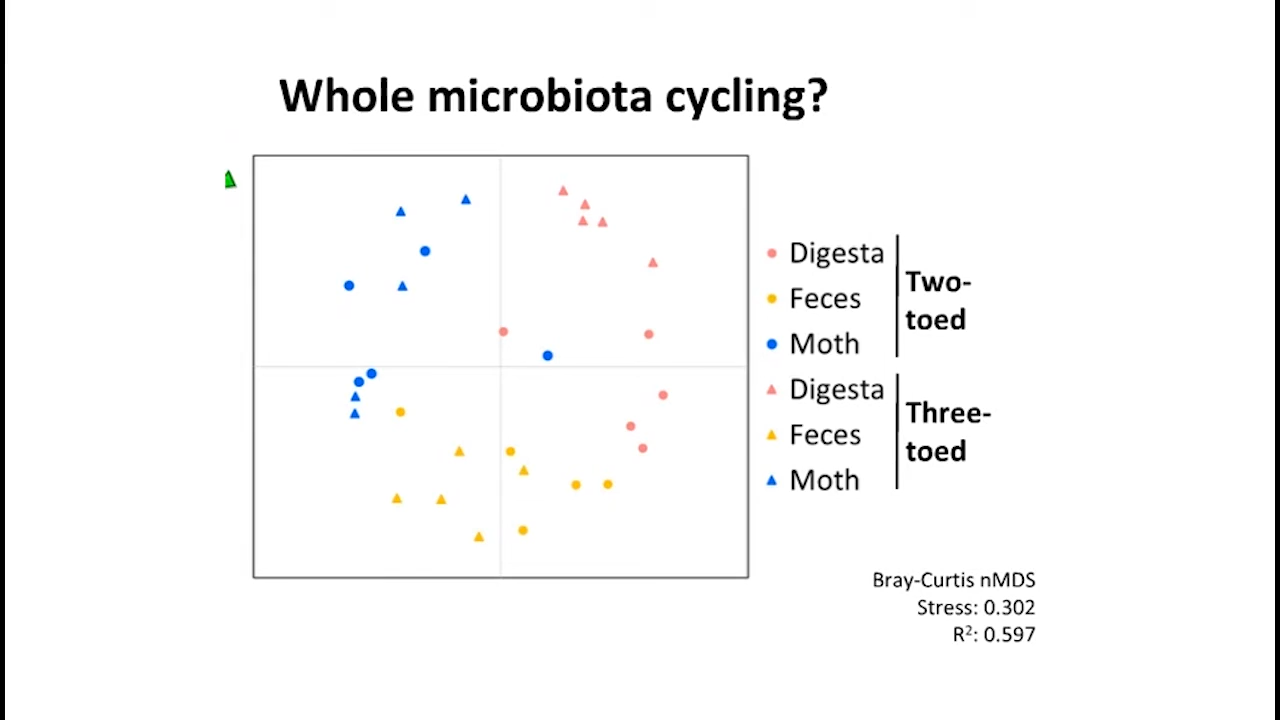 Whole microbiota cycling?
Digesta
Feces
Moth
Two-
toed
Digesta
Feces
Moth
Three-
toed
Bray-Curtis nMDS
Stress: 0.302
R²: 0.597